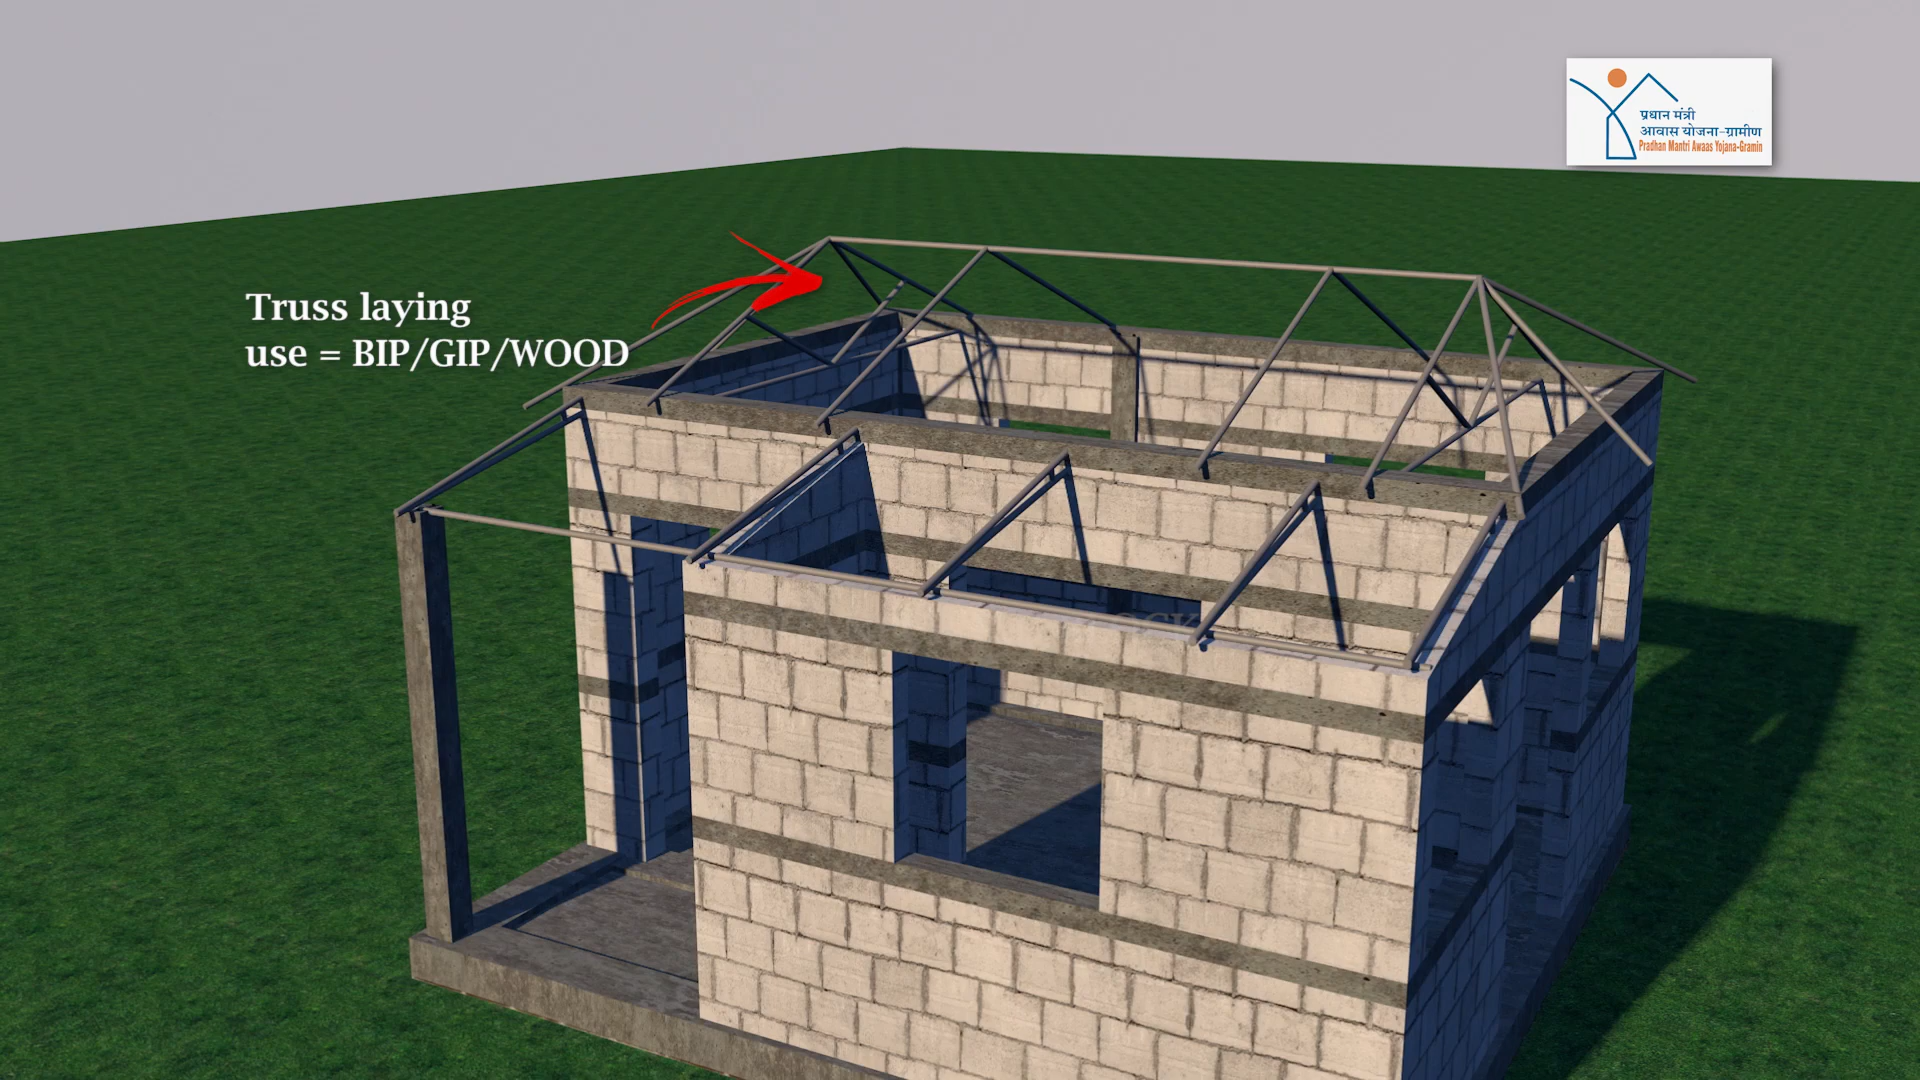 प्रधान मंत्री
आवास योजना-ग्रामीण
Pradhan Mantri Awaas Yojana-Gramin
Truss laying
use = BIP/GIP/WOOD